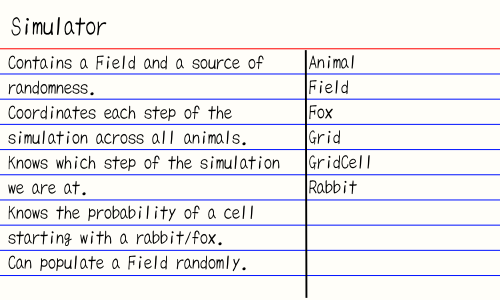 Simulator
Contains a Field and a source of
randomness.
Coordinates each step of the
simulation across all animals.
Knows which step of the simulation
we are at.
Knows the probability of a cell
starting with a rabbit/fox.
Can populate a Field randomly.
Animal
Field
Fox
Grid
GridCell
Rabbit